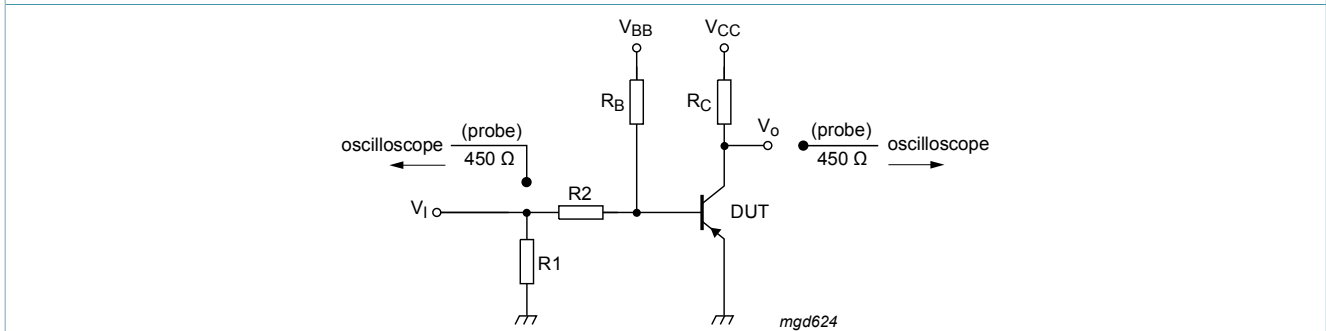 VBB
VCC
RB
RC
Vo
(probe)
450 Ω
oscilloscope
(probe)
450 Ω
oscilloscope
R2
VI
DUT
R1
mgd624